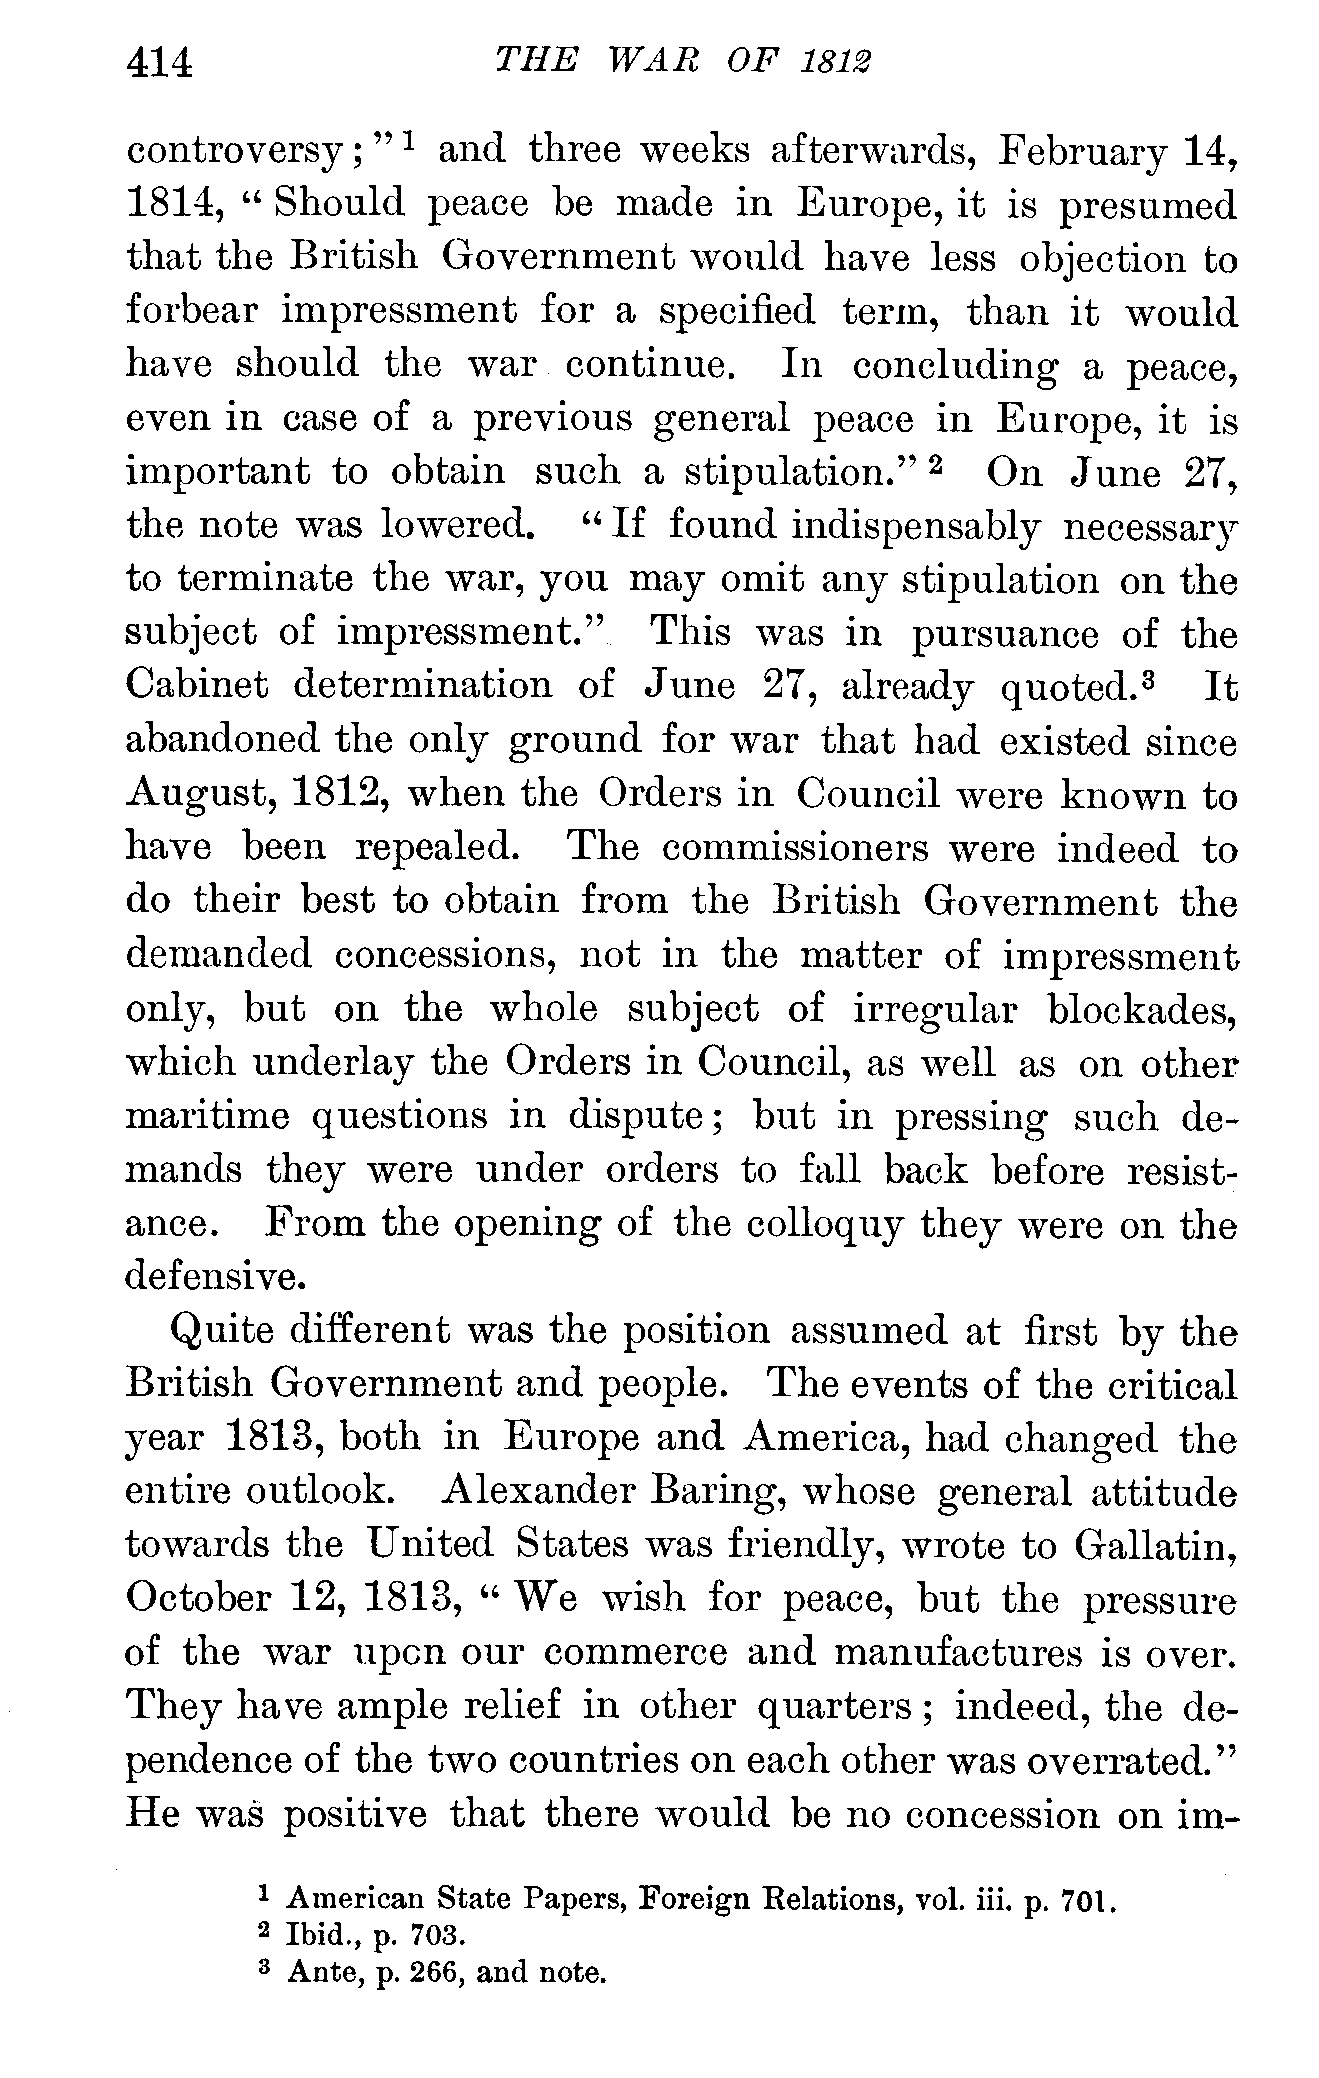 414 THE WAR OF 1812
controversy;" 1 and three weeks afterwards, February 14,
1814, " Should peace be made in Europe, it is presumed
that the British Government would have less objection to
forbear impressment for a specified term, than it would
have should the war continue. In concluding a peace,
even in case of a previous general peace in Europe, it is
important to obtain such a stipulation." 2 On June 27,
the note was lowered. " If found indispensably necessary
to terminate the war, you may omit any stipulation on the
subject of impressment." This was in pursuance of the
Cabinet determination of June 27, already quoted.3 It
abandoned the only ground for war that had existed since
August, 1812, when the Orders in Council were known to
have been repealed. The commissioners were indeed to
do their best to obtain from the British Government the
demanded concessions, not in the matter of impressment
only, but on the whole subject of irregular blockades,
which underlay the Orders in Council, as well as on other
maritime questions in dispute; but in pressing such de-
mands they were under orders to fall back before resist-
ance. From the opening of the colloquy they were on the
defensive.
Quite different was the position assumed at first by the
British Government and people. The events of the critical
year 1813, both in Europe and America, had changed the
entire outlook. Alexander Baring, whose general attitude
towards the United States was friendly, wrote to Gallatin,
October 12, 1813, " We wish for peace, but the pressure
of the war upon our commerce and manufactures is over.
They have ample relief in other quarters; indeed, the de-
pendence of the two countries on each other was overrated."
He was positive that there would be no concession on im-
1 American State Papers, Foreign Relations, vol. iii. p. 701.
2 Ibid., p. 703.
3 Ante, p. 266, and note.